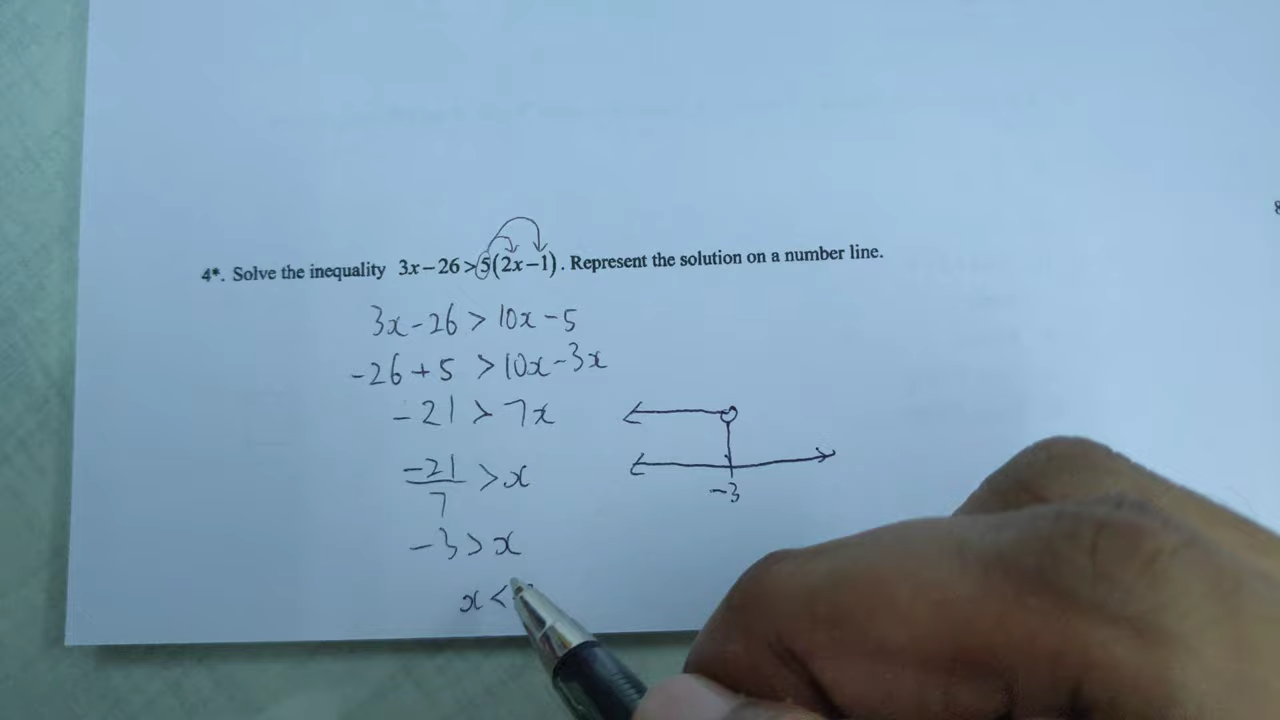 4*. Solve the inequality 3x-26>5(2x-1). Represent the solution on a number line.
3x-26 > 10x-5
-26+5 > 10x-3x
-21 > 7x
-21/7 > x
-3
-3 > x
x <
8